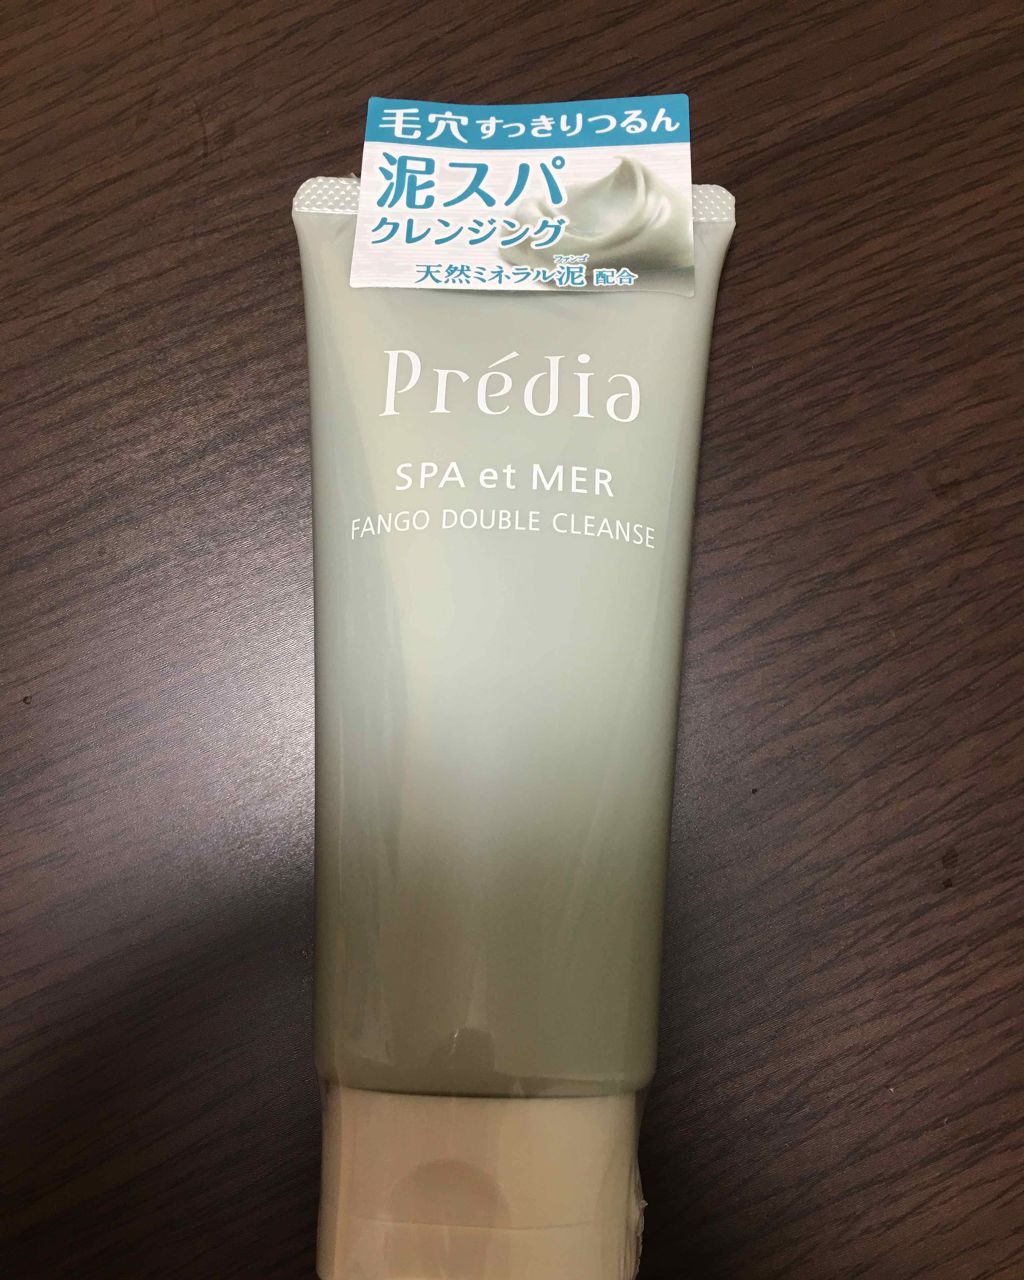 毛穴すっきりつるん
泥スパ
クレンジング
ファンゴ
天然ミネラル泥 配合
Prédia
SPA et MER
FANGO DOUBLE CLEANSE